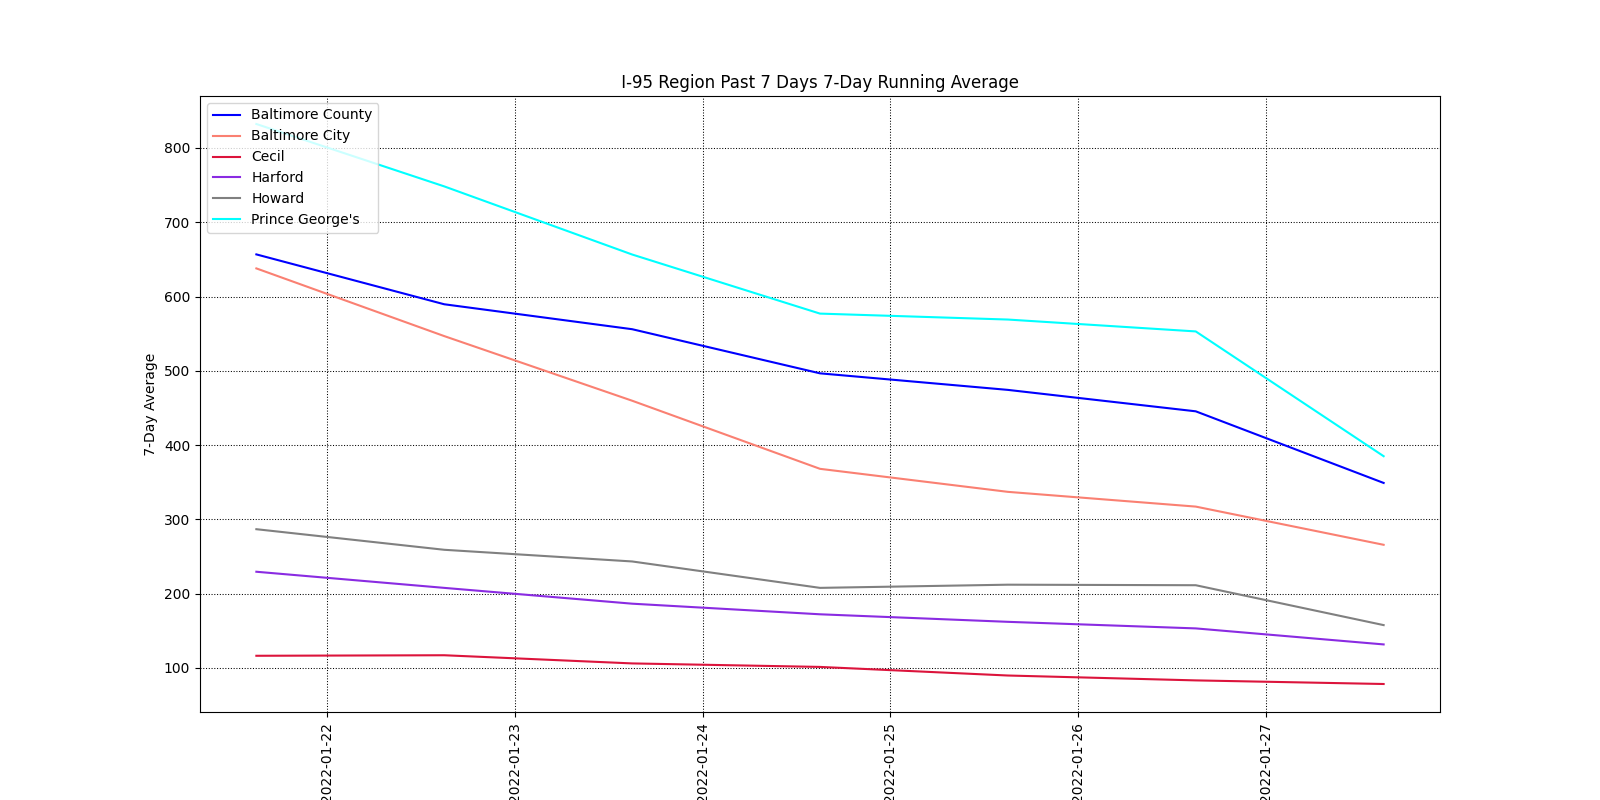 I-95 Region Past 7 Days 7-Day Running Average
Baltimore County
Baltimore City
Cecil
Harford
Howard
Prince George's
800
700
600
500
400
300
200
100
7-Day Average
2022-01-22
2022-01-23
2022-01-24
2022-01-25
2022-01-26
2022-01-27